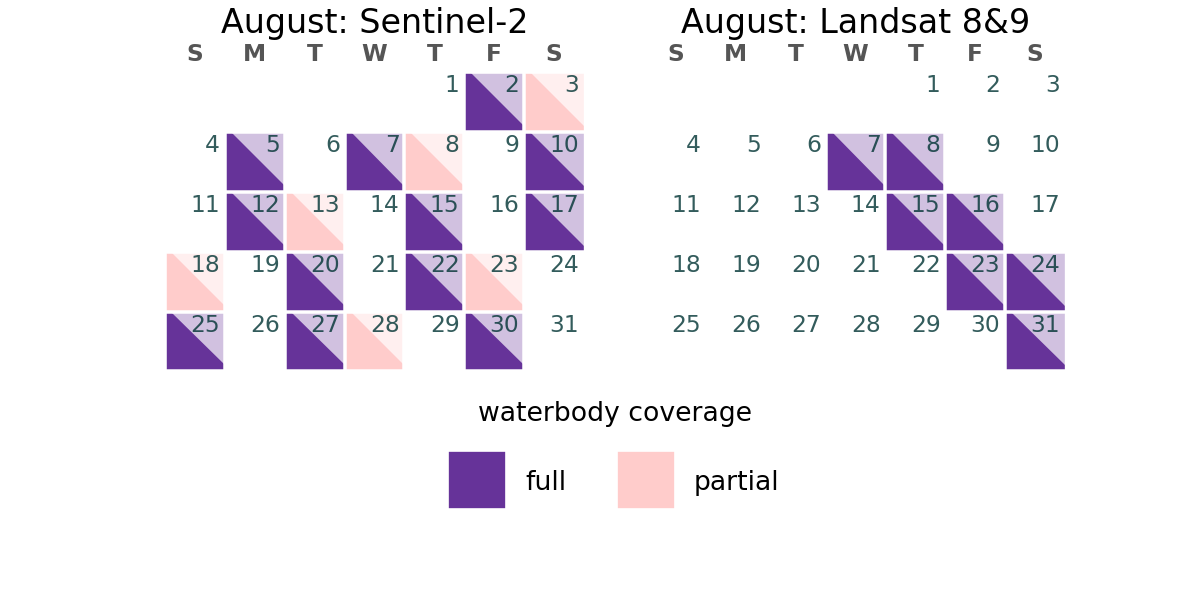 August: Sentinel-2
S M T W T F S
1 2 3
4 5 6 7 8 9 10
11 12 13 14 15 16 17
18 19 20 21 22 23 24
25 26 27 28 29 30 31
August: Landsat 8&9
S M T W T F S
1 2 3
4 5 6 7 8 9 10
11 12 13 14 15 16 17
18 19 20 21 22 23 24
25 26 27 28 29 30 31
waterbody coverage
full partial